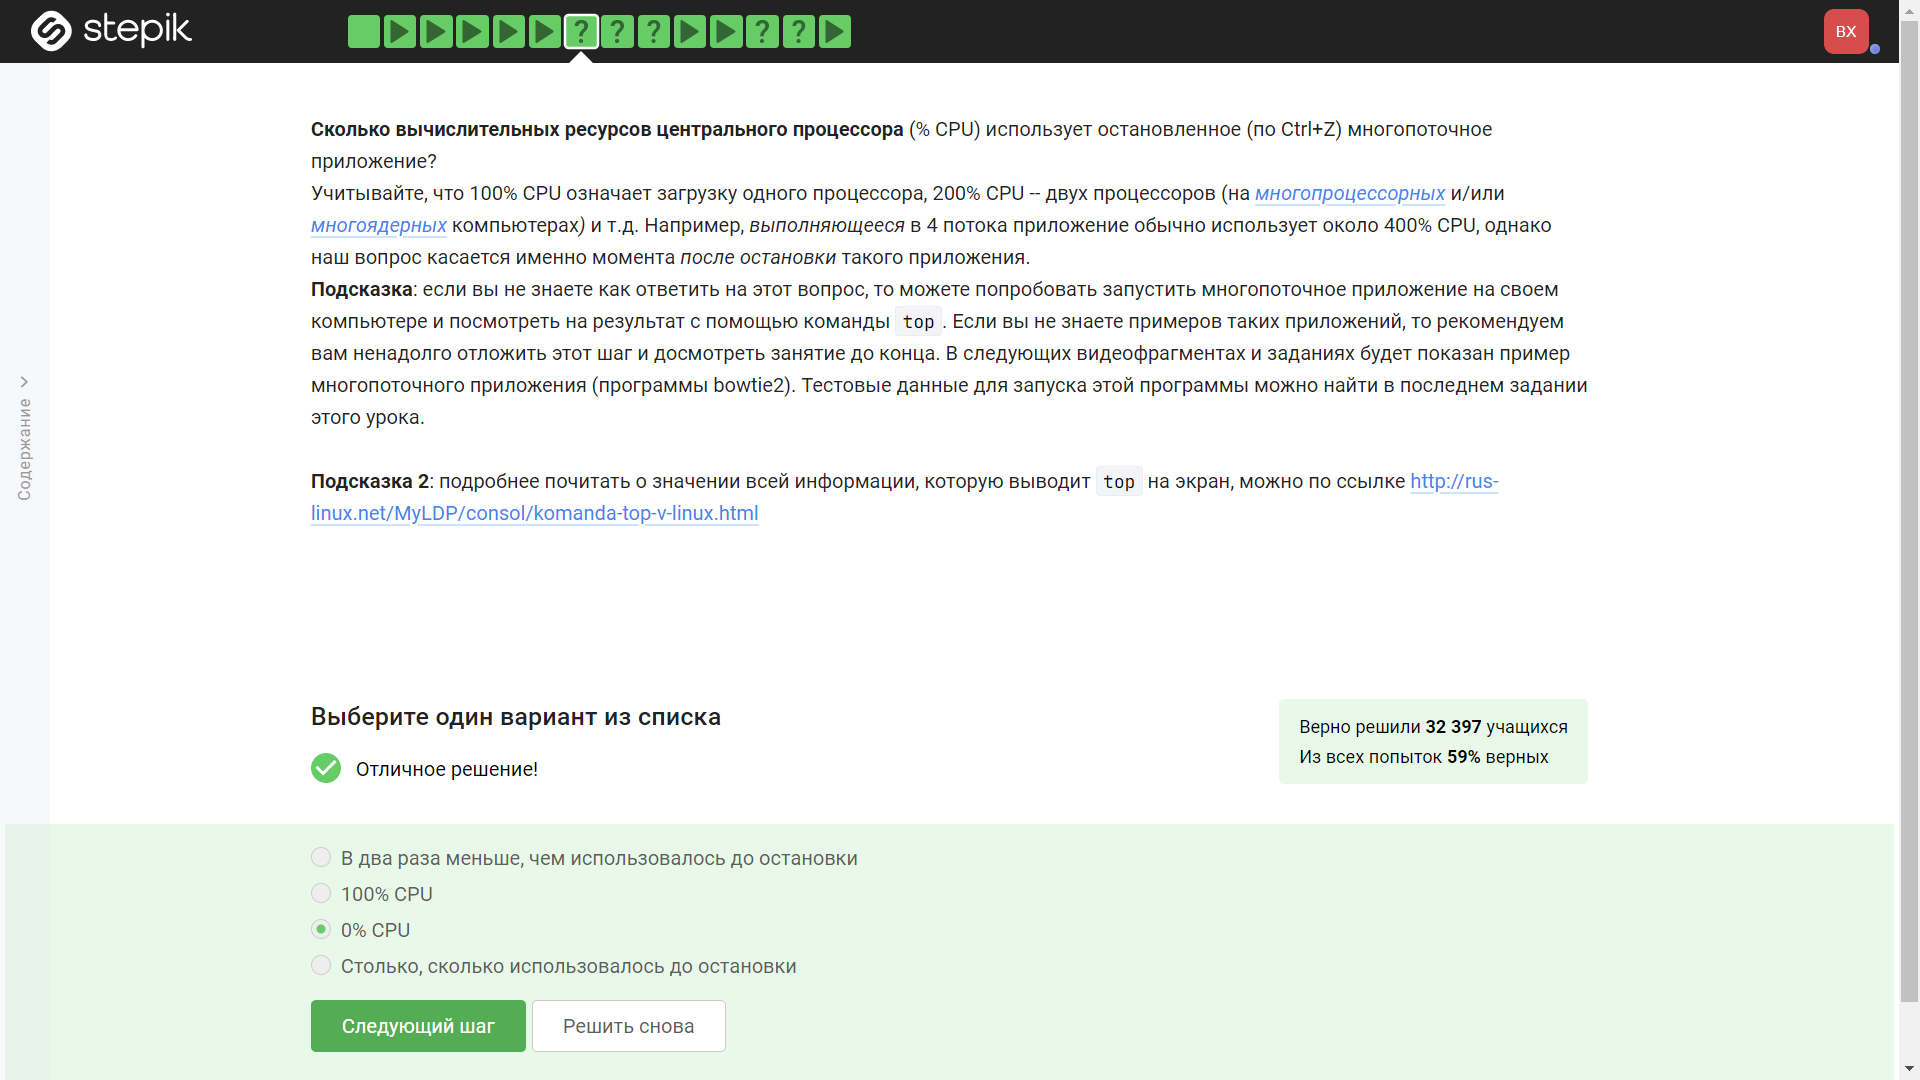 stepik
? ? ? ? ?
ВХ
Сколько вычислительных ресурсов центрального процессора (% CPU) использует остановленное (по Ctrl+Z) многопоточное
приложение?
Учитывайте, что 100% CPU означает загрузку одного процессора, 200% CPU -- двух процессоров (на многопроцессорных и/или
многоядерных компьютерах) и т.д. Например, выполняющееся в 4 потока приложение обычно использует около 400% CPU, однако
наш вопрос касается именно момента после остановки такого приложения.
Подсказка: если вы не знаете как ответить на этот вопрос, то можете попробовать запустить многопоточное приложение на своем
компьютере и посмотреть на результат с помощью команды top. Если вы не знаете примеров таких приложений, то рекомендуем
вам ненадолго отложить этот шаг и досмотреть занятие до конца. В следующих видеофрагментах и заданиях будет показан пример
многопоточного приложения (программы bowtie2). Тестовые данные для запуска этой программы можно найти в последнем задании
этого урока.
Содержание
Подсказка 2: подробнее почитать о значении всей информации, которую выводит top на экран, можно по ссылке http://rus-
linux.net/MyLDP/consol/komanda-top-v-linux.html
Выберите один вариант из списка
Отличное решение!
Верно решили 32 397 учащихся
Из всех попыток 59% верных
В два раза меньше, чем использовалось до остановки
100% CPU
0% CPU
Столько, сколько использовалось до остановки
Следующий шаг
Решить снова